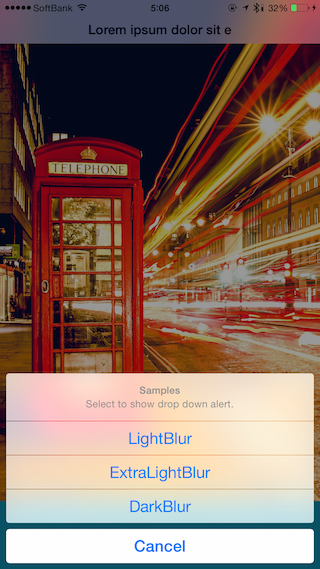 SoftBank 5:06 32%
Lorem ipsum dolor sit e
TELEPHONE
Samples
Select to show drop down alert.
LightBlur
ExtraLightBlur
DarkBlur
Cancel